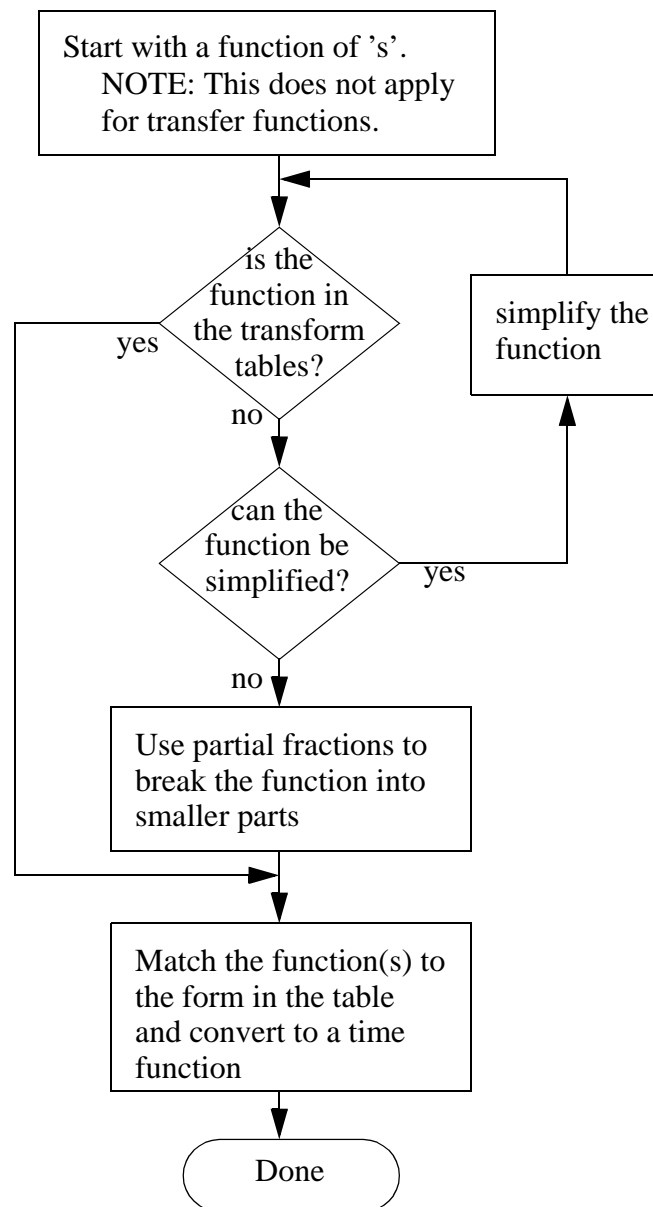 Start with a function of ’s’.
NOTE: This does not apply
for transfer functions.
is the
function in
the transform
tables?
yes
no
simplify the
function
can the
function be
simplified?
yes
no
Use partial fractions to
break the function into
smaller parts
Match the function(s) to
the form in the table
and convert to a time
function
Done